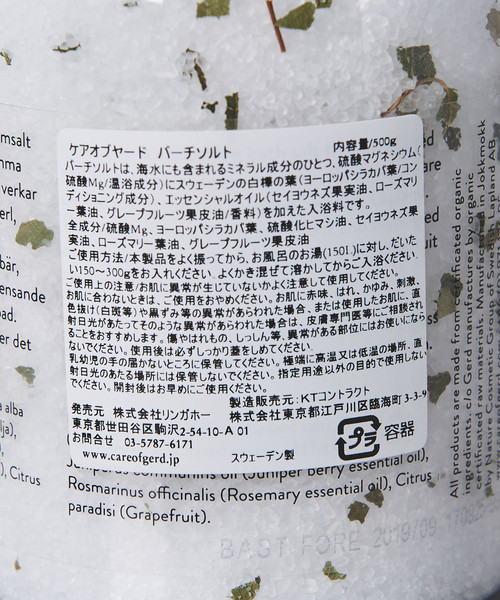 ケアオブヤード バーチソルト 内容量/500g
バーチソルトは、海水にも含まれるミネラル成分のひとつ、硫酸マグネシウム
(硫酸Mg/温浴成分)にスウェーデンの白樺の葉(ヨーロッパシラカバ葉/コン
ディショニング成分)、エッセンシャルオイル(セイヨウネズ果実油、ローズマリ
ー葉油、グレープフルーツ果皮油/香料)を加えた入浴料です。
全成分/硫酸Mg、ヨーロッパシラカバ葉、硫酸化ヒマシ油、セイヨウネズ果
実油、ローズマリー葉油、グレープフルーツ果皮油
ご使用方法/本製品をよく振ってから、お風呂のお湯(150L)に対し、だいた
い150〜300gをお入れください。よくかき混ぜて溶かしてからご入浴ください。
ご使用上の注意/お肌に異常が生じていないかよく注意して使用してください。
お肌に合わないときは、ご使用をおやめください。お肌に赤味、はれ、かゆみ、刺激、
色抜け(白斑等)や黒ずみ等の異常があらわれた場合、または使用したお肌に、直
射日光があたってそのような異常があらわれた場合は、皮膚専門医等にご相談され
ることをおすすめします。傷やはれもの、しっしん等、異常がある部位にはお使いになら
ないでください。使用後は必ずしっかり蓋をしめてください。
乳幼児の手の届かないところに保管してください。極端に高温又は低温の場所、直
射日光のあたる場所には保管しないでください。指定用途以外の目的で使用しない
でください。開封後はお早めにご使用ください。
発売元 株式会社リンガホー 製造販売元:KTコントラクト
東京都世田谷区駒沢2-54-10-A 01 株式会社東京都江戸川区臨海町3-3-9
お問合せ 03-5787-6171
www.careofgerd.jp スウェーデン製
プラ 容器
Juniperus communnis oil (Juniper berry essential oil),
Rosmarinus officinalis (Rosemary essential oil), Citrus
paradisi (Grapefruit).
BAST FÖRE 2019/09
msalt
mma
verkar
erl,
bär,
ensande
bad.
er det
a alba
lja),
, Citrus
All products are made from certificated organic
ingredients. c/o Gerd manufactures by organic
certificated raw materials. Manufactured in Jokkmokk